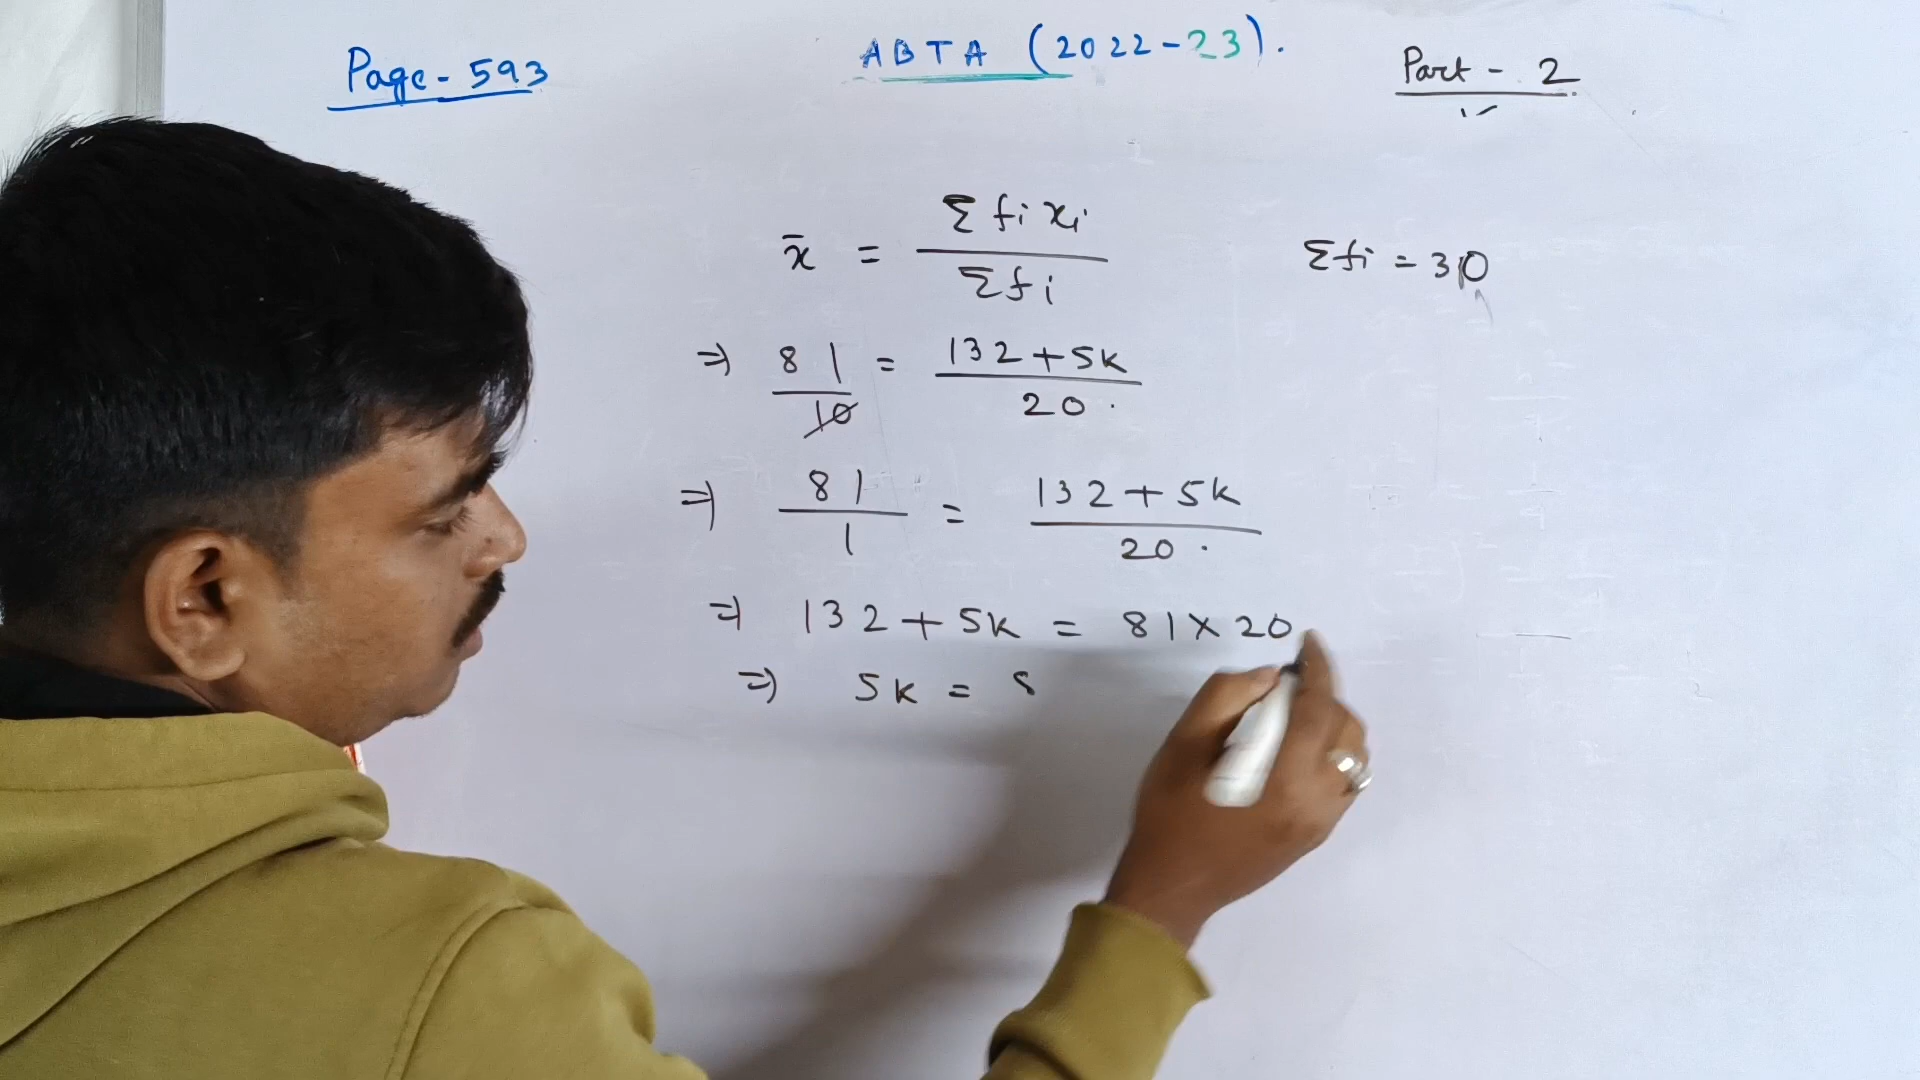 Page-593
ABTA (2022-23).
Part - 2
x̄ = Σfixi / Σfi
Σfi = 30
⇒ 81/10 = 132+5k / 20.
⇒ 81/1 = 132+5k / 20.
⇒ 132+5k = 81×20
⇒ 5k =